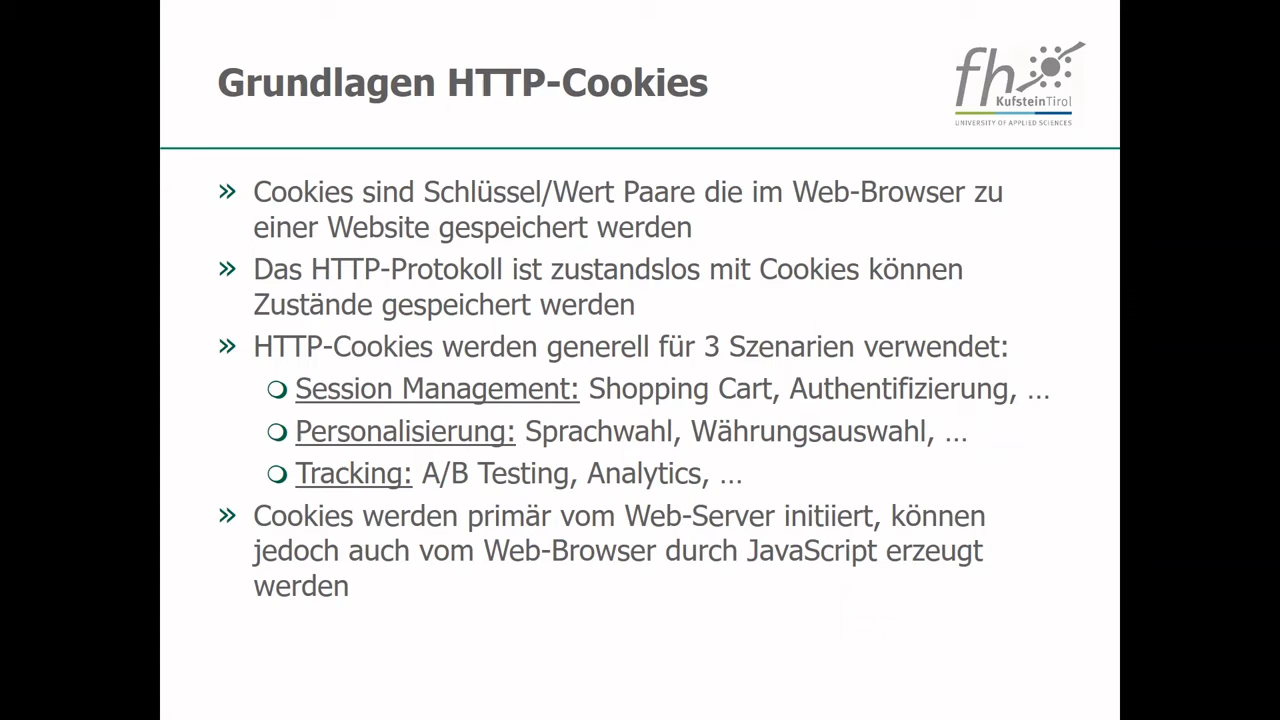 Grundlagen HTTP-Cookies
fh
KufsteinTirol
UNIVERSITY OF APPLIED SCIENCES
» Cookies sind Schlüssel/Wert Paare die im Web-Browser zu
einer Website gespeichert werden
» Das HTTP-Protokoll ist zustandslos mit Cookies können
Zustände gespeichert werden
» HTTP-Cookies werden generell für 3 Szenarien verwendet:
❍ Session Management: Shopping Cart, Authentifizierung, …
❍ Personalisierung: Sprachwahl, Währungsauswahl, …
❍ Tracking: A/B Testing, Analytics, …
» Cookies werden primär vom Web-Server initiiert, können
jedoch auch vom Web-Browser durch JavaScript erzeugt
werden